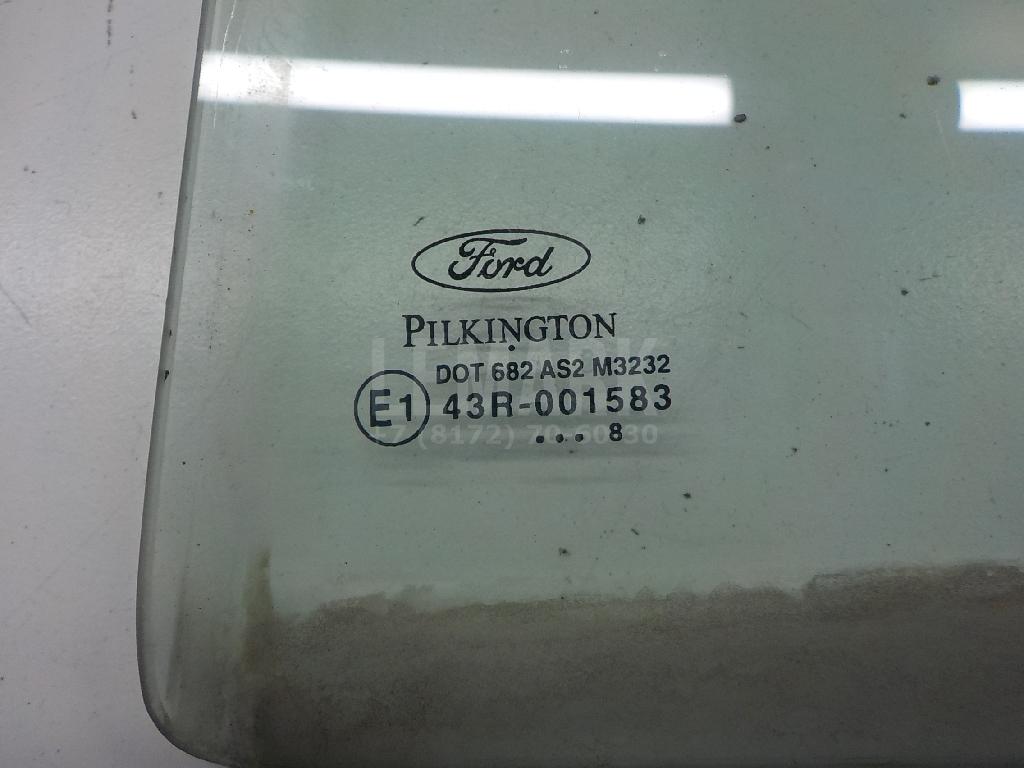 Ford
PILKINGTON
DOT 682 AS2 M3232
E1 43R-001583
... 8